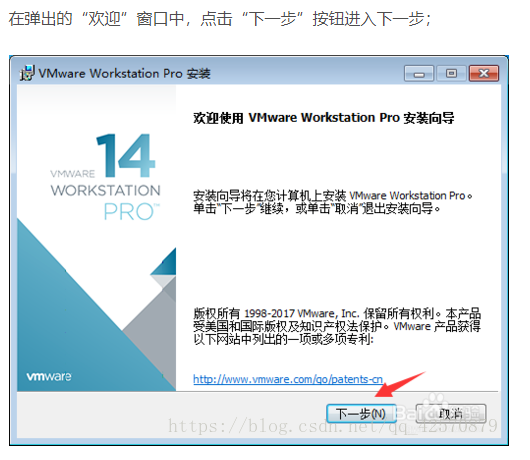 在弹出的“欢迎”窗口中，点击“下一步”按钮进入下一步；
VMware Workstation Pro 安装
欢迎使用 VMware Workstation Pro 安装向导
VMWARE 14
WORKSTATION
PRO™
安装向导将在您计算机上安装 VMware Workstation Pro。
单击“下一步”继续，或单击“取消”退出安装向导。
版权所有 1998-2017 VMware, Inc. 保留所有权利。本产品
受美国和国际版权及知识产权法保护。VMware 产品获得
以下网站中列出的一项或多项专利:
http://www.vmware.com/go/patents-cn
vmware
下一步(N)
取消
https://blog.csdn.net/qq_42570879